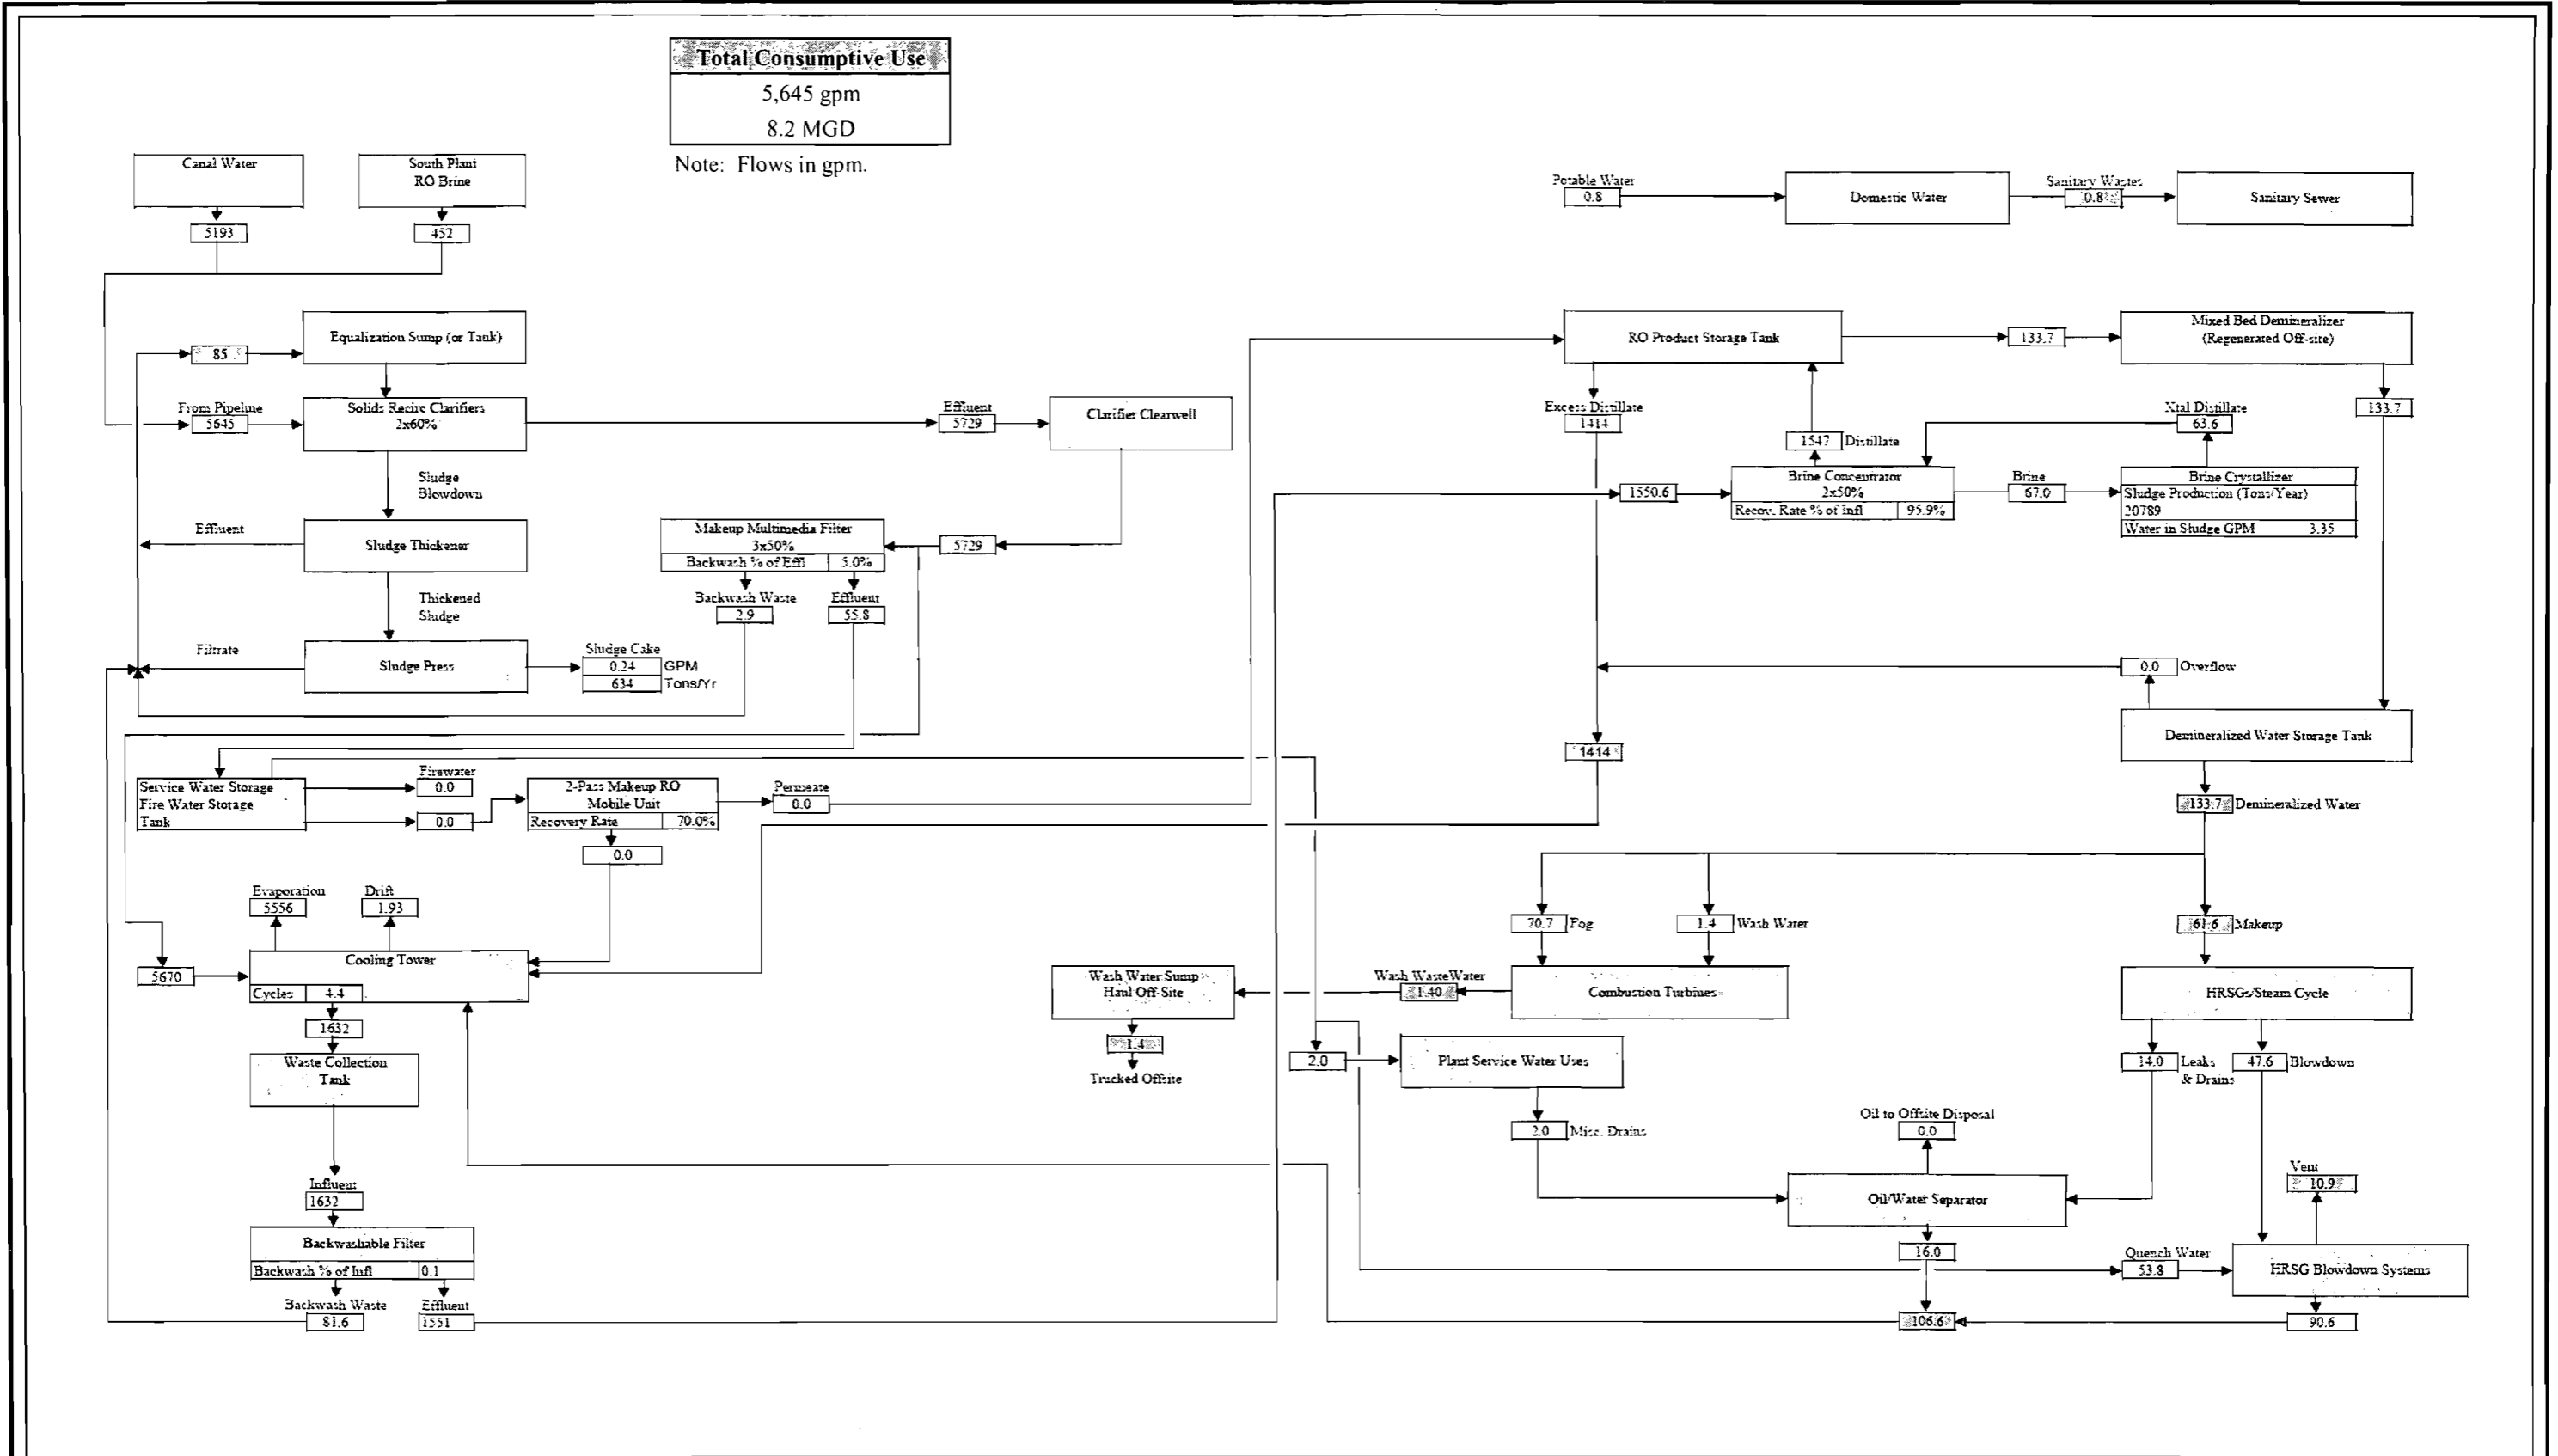 Total Consumptive Use
5,645 gpm
8.2 MGD
Note: Flows in gpm.
Canal Water
5193
South Plant
RO Brine
452
Potable Water
0.8
Domestic Water
Sanitary Wastes
0.8
Sanitary Sewer
85
Equalization Sump (or Tank)
From Pipeline
5645
Solids Recirc Clarifiers
2x60%
Effluent
5729
Clarifier Clearwell
Sludge
Blowdown
Effluent
Sludge Thickener
Thickened
Sludge
Filtrate
Sludge Press
Sludge Cake
0.24 GPM
634 Tons/Yr
Makeup Multimedia Filter
3x50%
Backwash % of Effl 5.0%
5729
Backwash Waste
2.9
Effluent
55.8
RO Product Storage Tank
133.7
Mixed Bed Demineralizer
(Regenerated Off-site)
Excess Distillate
1414
1547 Distillate
Xtal Distillate
63.6
133.7
1550.6
Brine Concentrator
2x50%
Recov. Rate % of Infl 95.9%
Brine
67.0
Brine Crystallizer
Sludge Production (Tons/Year)
20789
Water in Sludge GPM 3.35
0.0 Overflow
1414
Demineralized Water Storage Tank
133.7 Demineralized Water
Service Water Storage
Fire Water Storage
Tank
Firewater
0.0
0.0
2-Pass Makeup RO
Mobile Unit
Recovery Rate 70.0%
Permeate
0.0
0.0
Evaporation
5556
Drift
1.93
5670
Cooling Tower
Cycles 4.4
1632
Waste Collection
Tank
Influent
1632
Backwashable Filter
Backwash % of Infl 0.1
Backwash Waste
81.6
Effluent
1551
70.7 Fog
1.4 Wash Water
61.6 Makeup
Wash Water Sump
Haul Off-Site
Wash WasteWater
1.40
Combustion Turbines
HRSGs/Steam Cycle
1.4
Trucked Offsite
2.0
Plant Service Water Uses
14.0 Leaks
& Drains
47.6 Blowdown
2.0 Misc. Drains
Oil to Offsite Disposal
0.0
Oil/Water Separator
Vent
10.9
16.0
Quench Water
53.8
HRSG Blowdown Systems
106.6
90.6